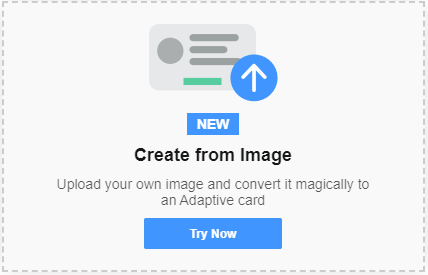 NEW
Create from Image
Upload your own image and convert it magically to
an Adaptive card
Try Now